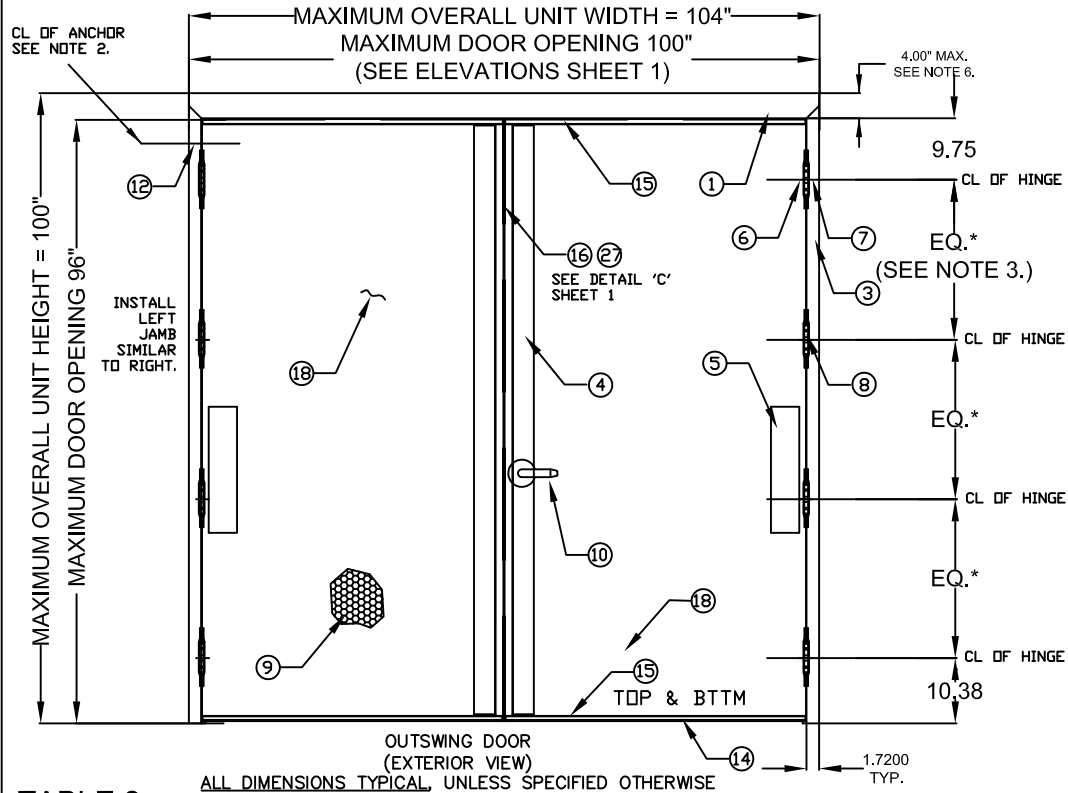 MAXIMUM OVERALL UNIT WIDTH = 104"
MAXIMUM DOOR OPENING 100"
(SEE ELEVATIONS SHEET 1)
CL OF ANCHOR
SEE NOTE 2.
4.00" MAX.
SEE NOTE 6.
9.75
CL OF HINGE
12
15
1
6
7
EQ.*
(SEE NOTE 3.)
3
16 27
SEE DETAIL 'C'
SHEET 1
MAXIMUM OVERALL UNIT HEIGHT = 100"
MAXIMUM DOOR OPENING 96"
INSTALL
LEFT
JAMB
SIMILAR
TO RIGHT.
18
4
5
8
CL OF HINGE
EQ.*
CL OF HINGE
10
EQ.*
9
18
CL OF HINGE
15
TOP & BTTM
10.38
14
1.7200
TYP.
OUTSWING DOOR
(EXTERIOR VIEW)
ALL DIMENSIONS TYPICAL, UNLESS SPECIFIED OTHERWISE